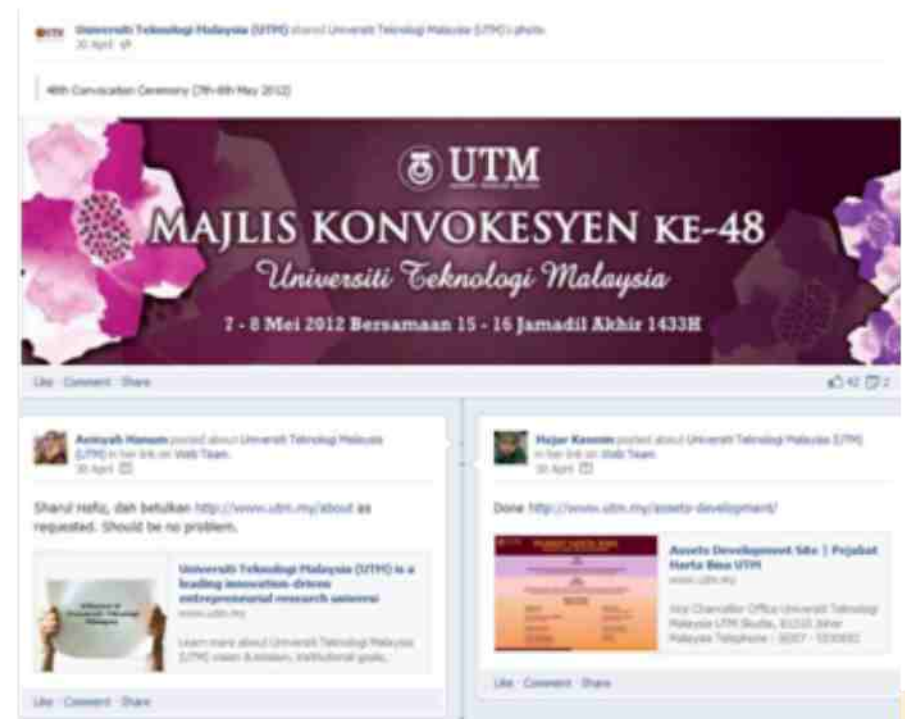 UTM
Universiti Teknologi Malaysia (UTM) shared Universiti Teknologi Malaysia (UTM)'s photo.
30 April
48th Convocation Ceremony (7th-8th May 2012)
UTM
MAJLIS KONVOKESYEN KE-48
Universiti Teknologi Malaysia
7 - 8 Mei 2012 Bersamaan 15 - 16 Jamadil Akhir 1433H
Like · Comment · Share
42 2
Hanum posted about Universiti Teknologi Malaysia
(UTM) in her link on Web Team.
30 April
Sharul Hafiz, dah betulkan http://www.utm.my/about as
requested. Should be no problem.
Universiti Teknologi Malaysia (UTM) is a
leading innovation-driven
entrepreneurial research universi
www.utm.my
Learn more about Universiti Teknologi Malaysia
(UTM) vision & mission, institutional goals,
Like · Comment · Share
Hajar posted about Universiti Teknologi Malaysia (UTM)
in her link on Web Team.
30 April
Done http://www.utm.my/assets-development/
Assets Development Site | Pejabat
Harta Bina UTM
www.utm.my
Vice Chancellor Office Universiti Teknologi
Malaysia UTM Skudai, 81310 Johor
Malaysia Telephone :
Like · Comment · Share